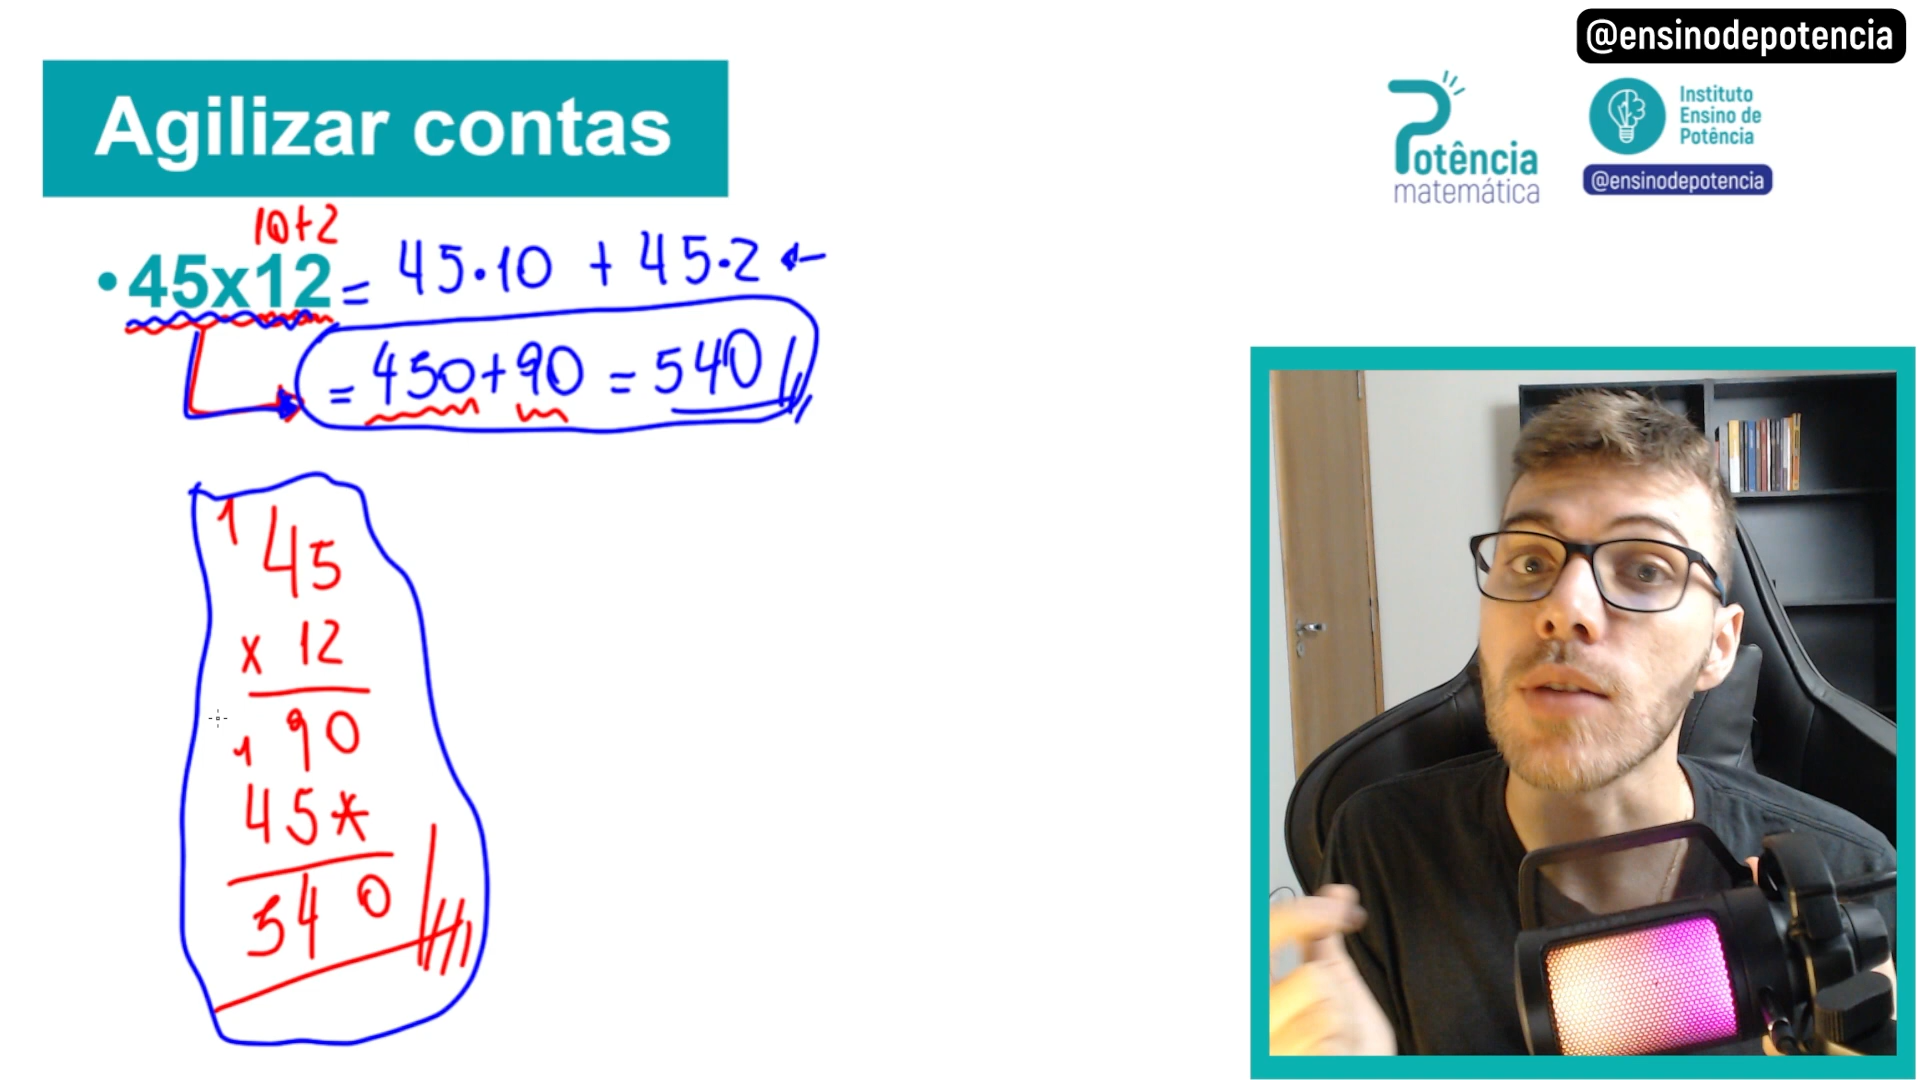 @ensinodepotencia
Agilizar contas
Potência
matemática
Instituto
Ensino de
Potência
@ensinodepotencia
10+2
•45x12 = 45·10 + 45·2 ←
= 450+90 = 540
1
45
x 12
90
1
45*
540